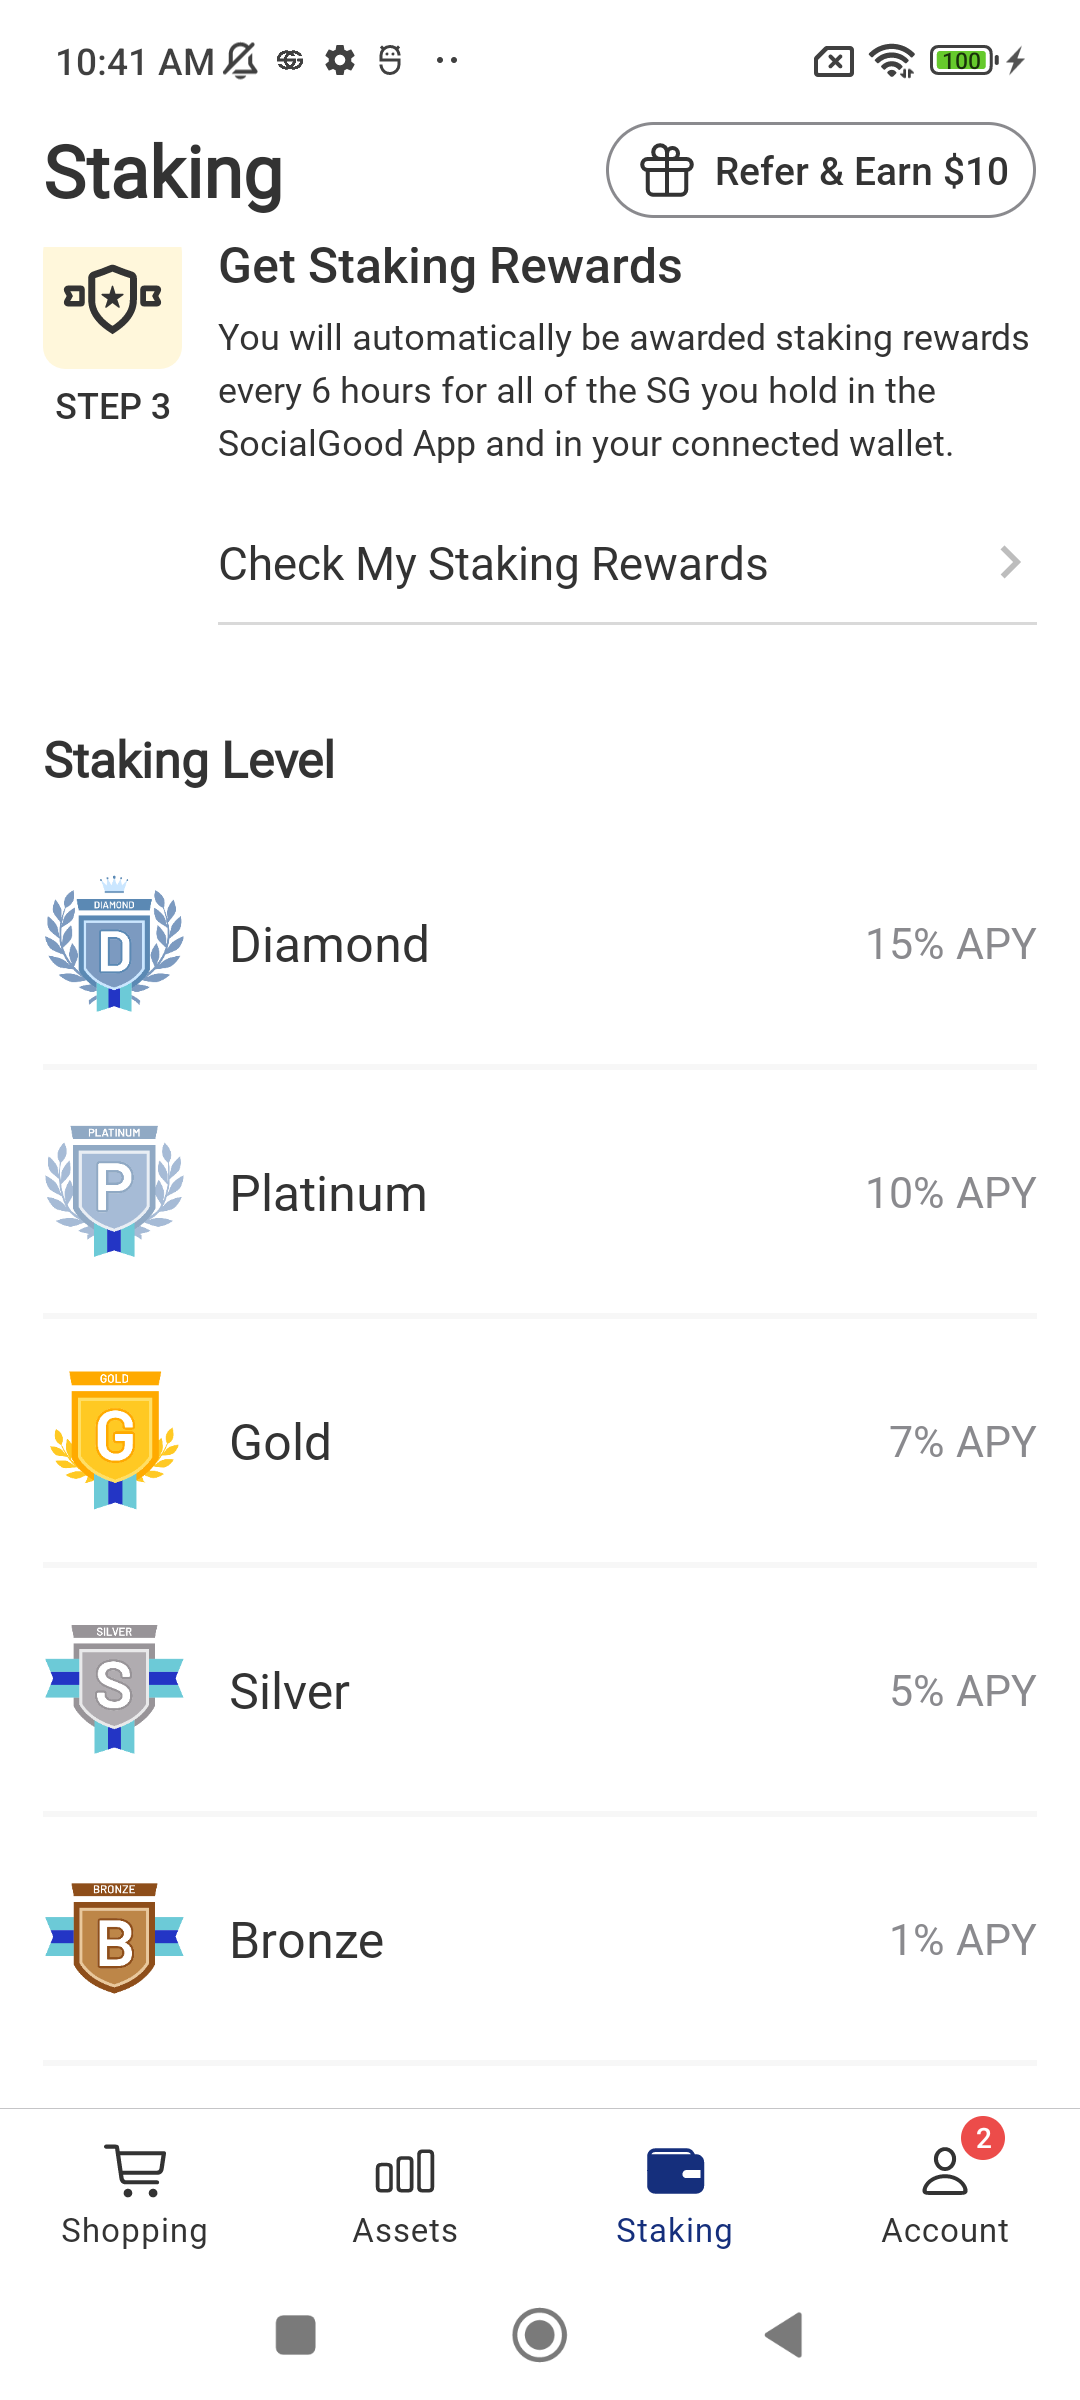 10:41 AM
100
Staking
Refer & Earn $10
Get Staking Rewards
You will automatically be awarded staking rewards
every 6 hours for all of the SG you hold in the
SocialGood App and in your connected wallet.
STEP 3
Check My Staking Rewards
Staking Level
DIAMOND
D
Diamond
15% APY
PLATINUM
P
Platinum
10% APY
GOLD
G
Gold
7% APY
SILVER
S
Silver
5% APY
BRONZE
B
Bronze
1% APY
2
Shopping
Assets
Staking
Account